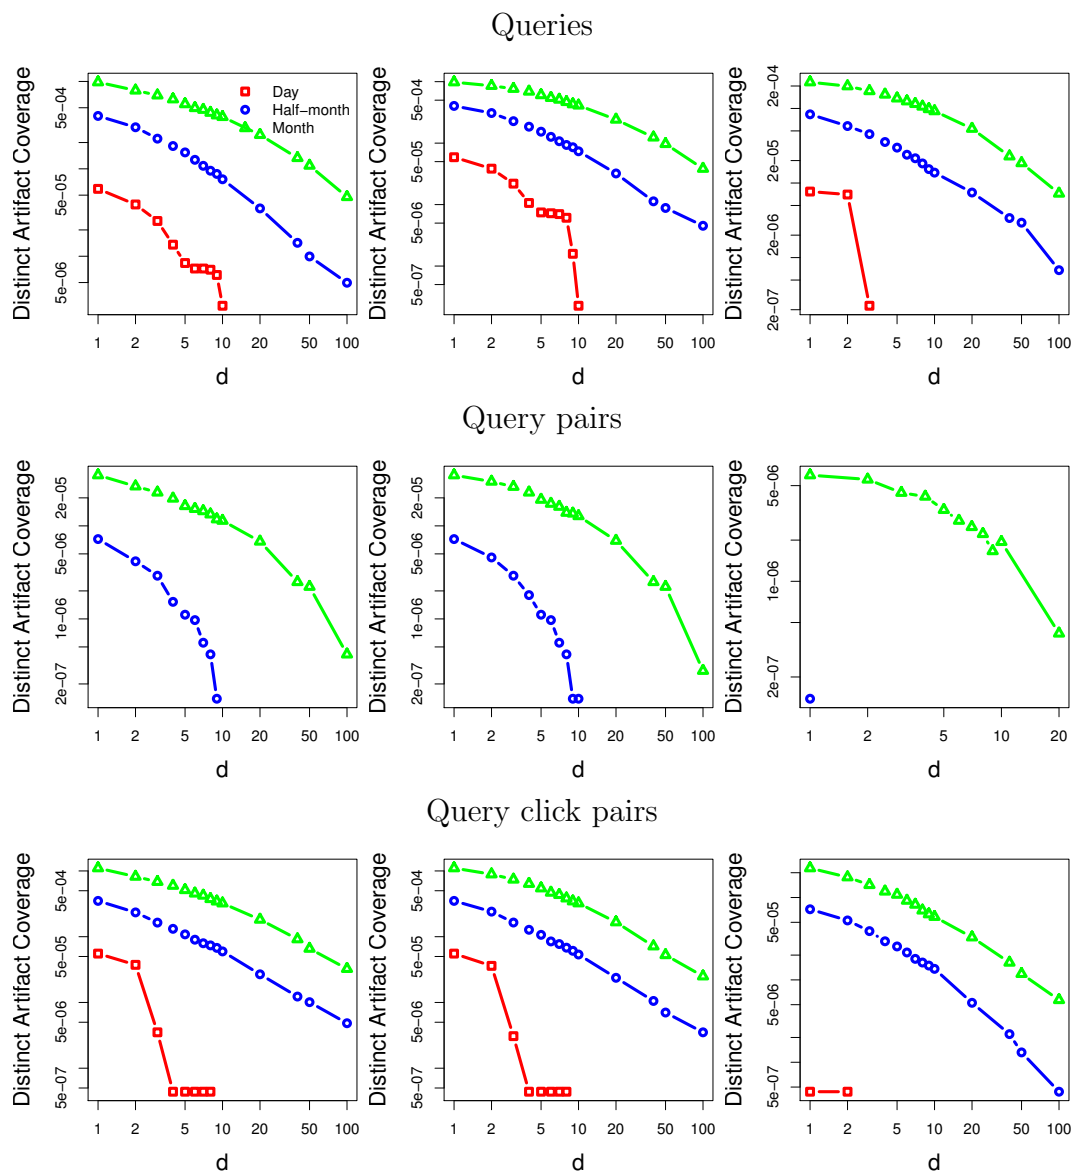 Queries
Distinct Artifact Coverage
5e−04
5e−05
5e−06
Day
Half−month
Month
1 2 5 10 20 50 100
d
Distinct Artifact Coverage
5e−04
5e−05
5e−06
5e−07
1 2 5 10 20 50 100
d
Distinct Artifact Coverage
2e−04
2e−05
2e−06
2e−07
1 2 5 10 20 50 100
d
Query pairs
Distinct Artifact Coverage
2e−05
5e−06
1e−06
2e−07
1 2 5 10 20 50 100
d
Distinct Artifact Coverage
2e−05
5e−06
1e−06
2e−07
1 2 5 10 20 50 100
d
Distinct Artifact Coverage
5e−06
1e−06
2e−07
1 2 5 10 20
d
Query click pairs
Distinct Artifact Coverage
5e−04
5e−05
5e−06
5e−07
1 2 5 10 20 50 100
d
Distinct Artifact Coverage
5e−04
5e−05
5e−06
5e−07
1 2 5 10 20 50 100
d
Distinct Artifact Coverage
5e−05
5e−06
5e−07
1 2 5 10 20 50 100
d